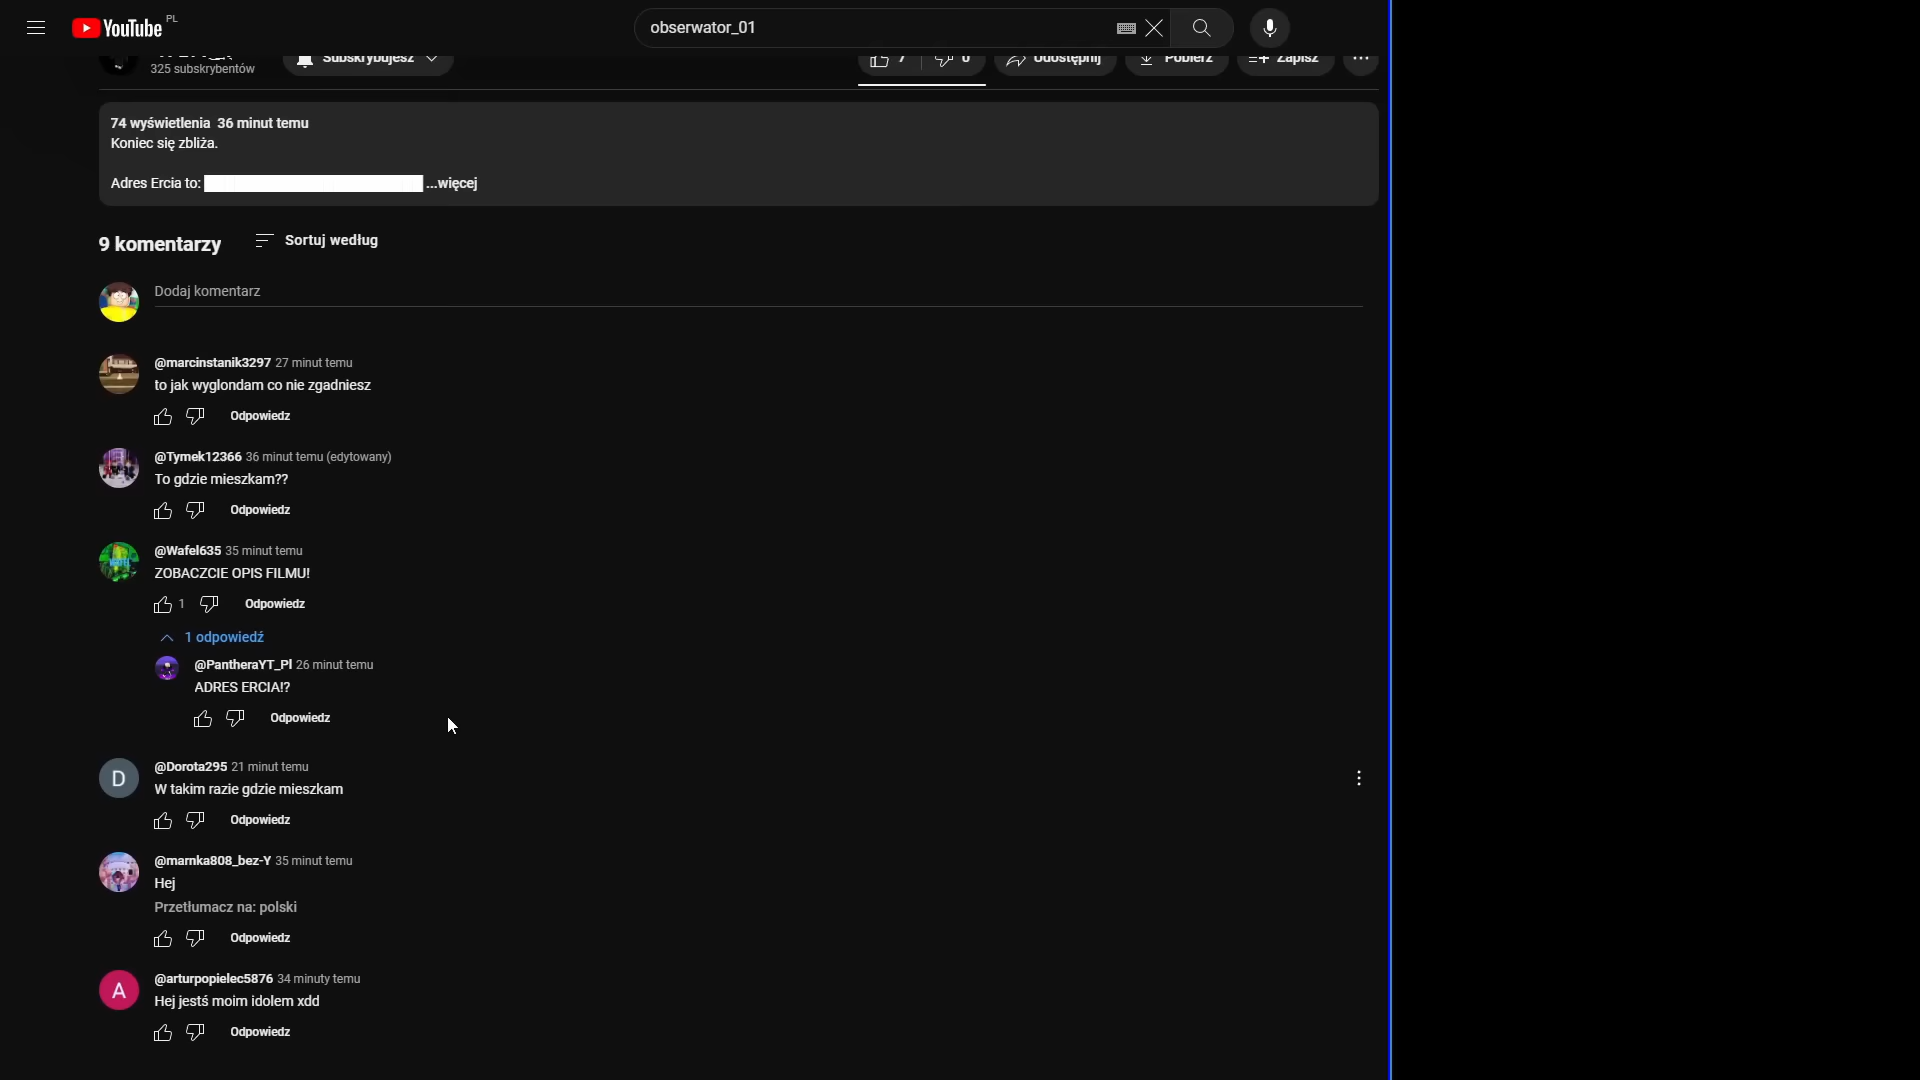 YouTube PL
obserwator_01
325 subskrybentów
Subskrybujesz
7
0
Udostępnij
Pobierz
Zapisz
74 wyświetlenia 36 minut temu
Koniec się zbliża.
Adres Ercia to: ...więcej
9 komentarzy
Sortuj według
Dodaj komentarz
@marcinstanik3297 27 minut temu
to jak wyglondam co nie zgadniesz
Odpowiedz
@Tymek12366 36 minut temu (edytowany)
To gdzie mieszkam??
Odpowiedz
@Wafel635 35 minut temu
ZOBACZCIE OPIS FILMU!
1
Odpowiedz
1 odpowiedź
@PantheraYT_Pl 26 minut temu
ADRES ERCIA!?
Odpowiedz
D
@Dorota295 21 minut temu
W takim razie gdzie mieszkam
Odpowiedz
@marnka808_bez-Y 35 minut temu
Hej
Przetłumacz na: polski
Odpowiedz
A
@arturpopielec5876 34 minuty temu
Hej jestś moim idolem xdd
Odpowiedz